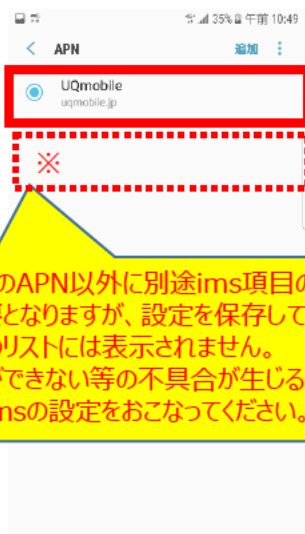 35% 午前 10:49
APN
追加
UQmobile
uqmobile.jp
※
のAPN以外に別途ims項目の
となりますが、設定を保存して
リストには表示されません。
できない等の不具合が生じる
nsの設定をおこなってください。